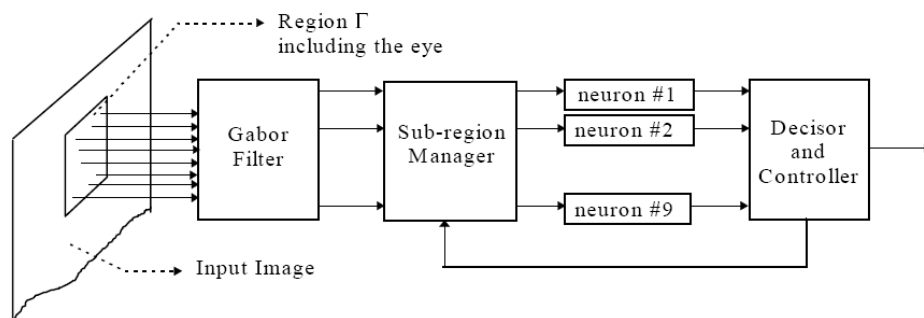 Region Γ
including the eye
Gabor
Filter
Sub-region
Manager
neuron #1
neuron #2
neuron #9
Decisor
and
Controller
Input Image